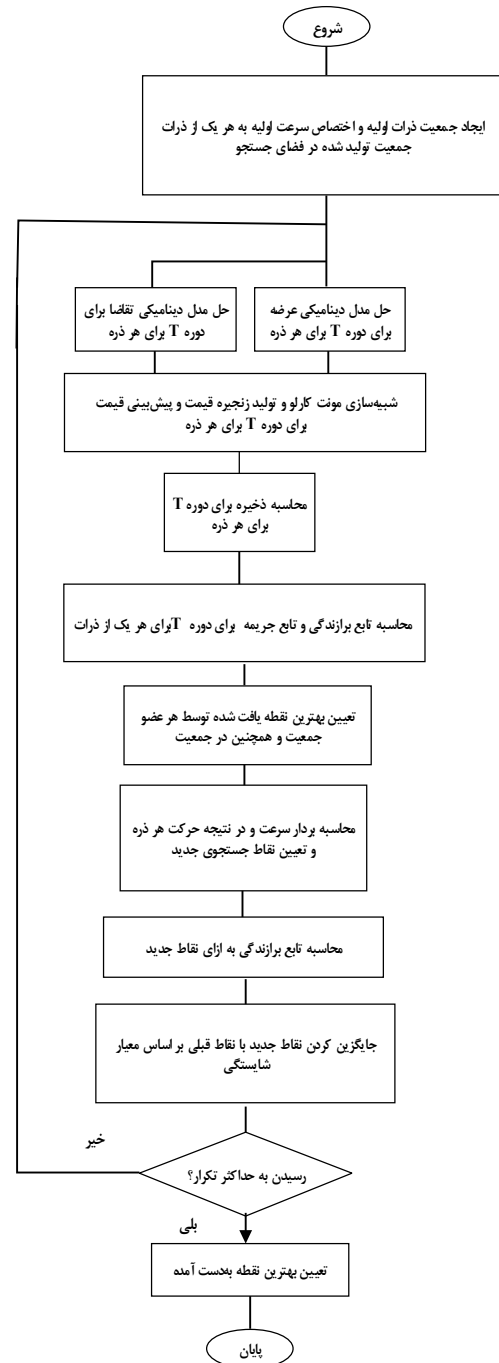 شروع
ایجاد جمعیت ذرات اولیه و اختصاص سرعت اولیه به هر یک از ذرات
جمعیت تولید شده در فضای جستجو
حل مدل دینامیکی عرضه
برای دوره T برای هر ذره
حل مدل دینامیکی تقاضا برای
دوره T برای هر ذره
شبیه‌سازی مونت کارلو و تولید زنجیره قیمت و پیش‌بینی قیمت
برای دوره T برای هر ذره
محاسبه ذخیره برای دوره T
برای هر ذره
محاسبه تابع برازندگی و تابع جریمه برای دوره Tبرای هر یک از ذرات
تعیین بهترین نقطه یافت شده توسط هر عضو
جمعیت و همچنین در جمعیت
محاسبه بردار سرعت و در نتیجه حرکت هر ذره
و تعیین نقاط جستجوی جدید
محاسبه تابع برازندگی به ازای نقاط جدید
جایگزین کردن نقاط جدید با نقاط قبلی بر اساس معیار
شایستگی
خیر
رسیدن به حداکثر تکرار؟
بلی
تعیین بهترین نقطه به‌دست آمده
پایان